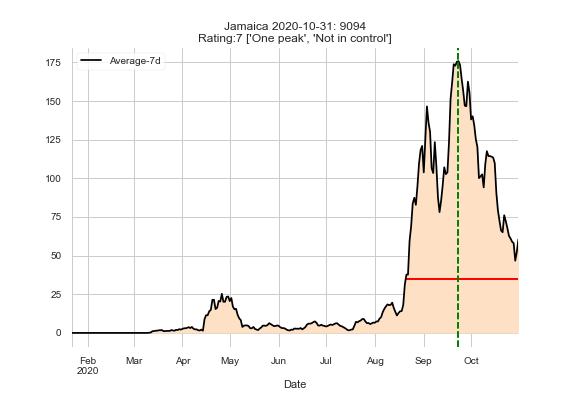 Jamaica 2020-10-31: 9094
Rating:7 ['One peak', 'Not in control']
Average-7d
175
150
125
100
75
50
25
0
Feb Mar Apr May Jun Jul Aug Sep Oct
2020
Date